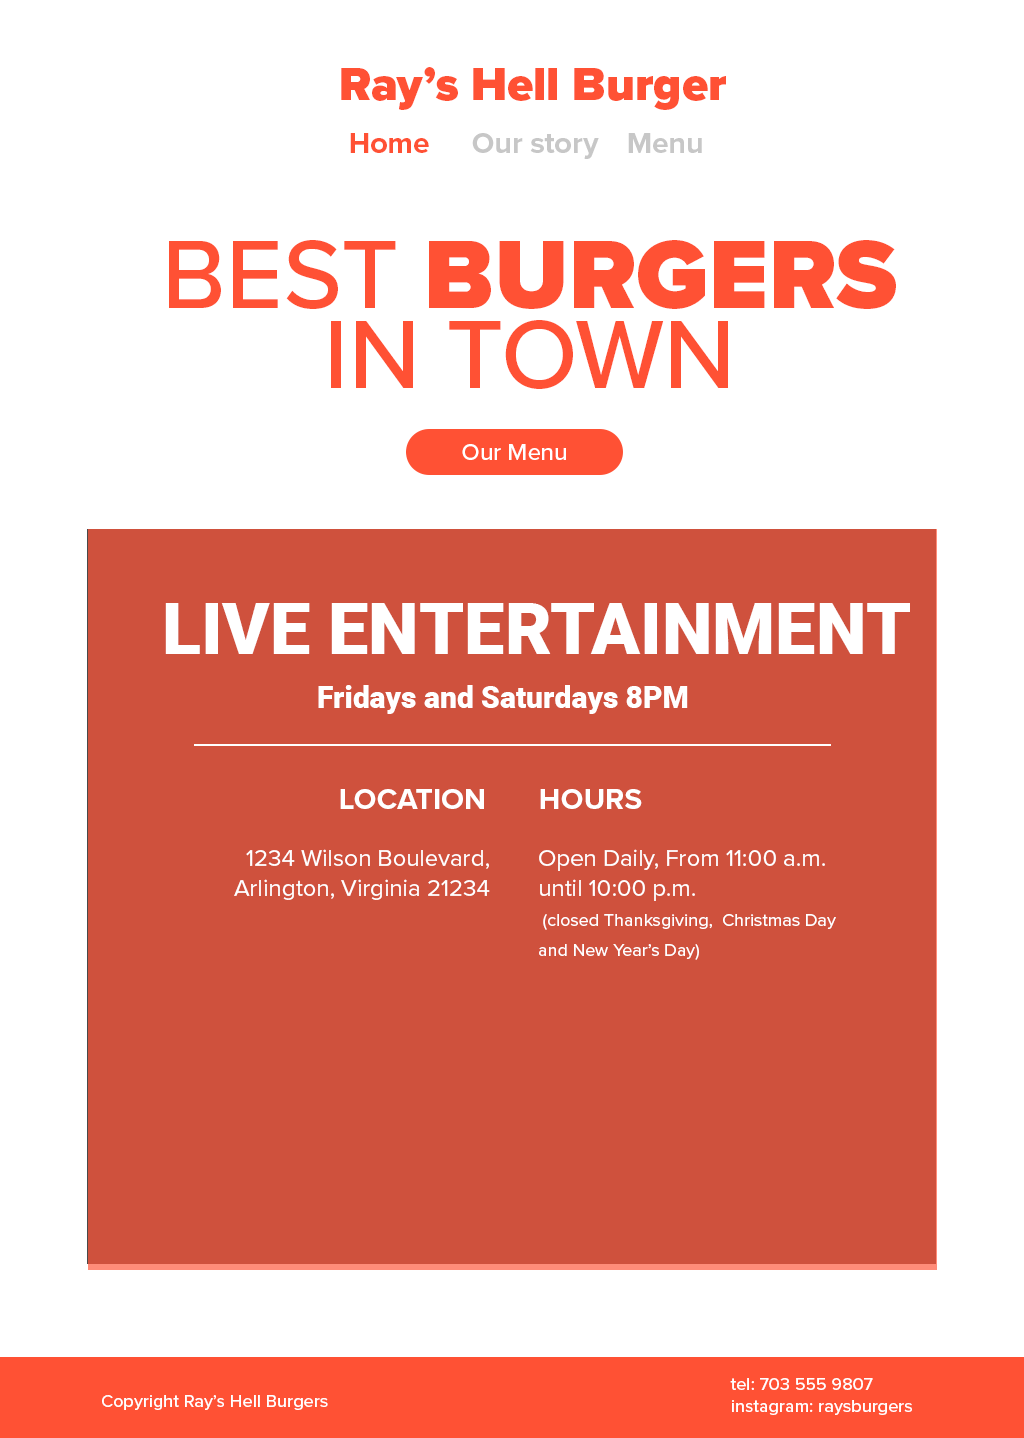 Ray’s Hell Burger
Home Our story Menu
BEST BURGERS
IN TOWN
Our Menu
LIVE ENTERTAINMENT
Fridays and Saturdays 8PM
LOCATION
1234 Wilson Boulevard,
Arlington, Virginia 21234
HOURS
Open Daily, From 11:00 a.m.
until 10:00 p.m.
(closed Thanksgiving, Christmas Day
and New Year’s Day)
Copyright Ray’s Hell Burgers
tel: 703 555 9807
instagram: raysburgers